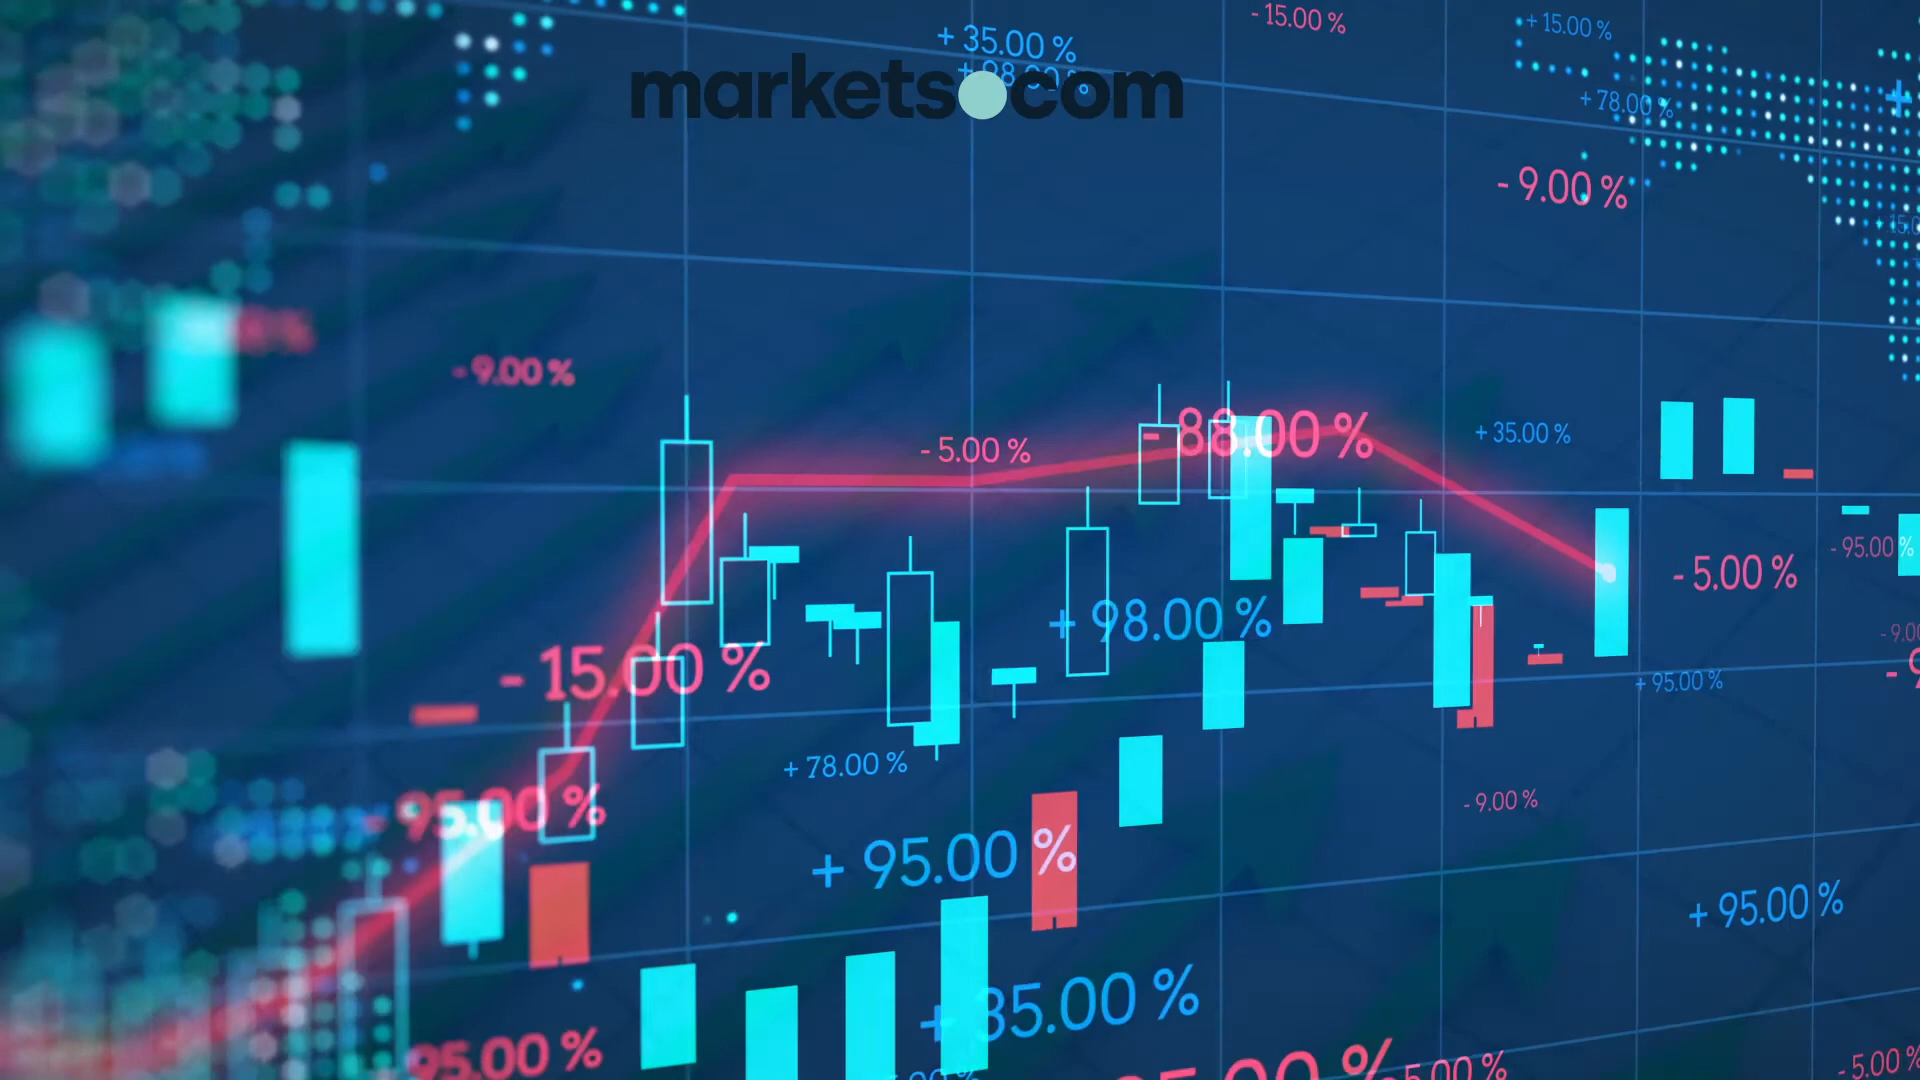 - 15.00 %
+ 15.00 %
+ 35.00 %
markets.com
+ 78.00 %
- 9.00 %
- 9.00 %
- 88.00 %
+ 35.00 %
- 5.00 %
- 95.00 %
- 5.00 %
+ 98.00 %
- 15.00 %
+ 95.00 %
+ 78.00 %
- 9.00 %
- 95.00 %
+ 95.00 %
+ 95.00 %
+ 35.00 %
95.00 %
- 5.00 %